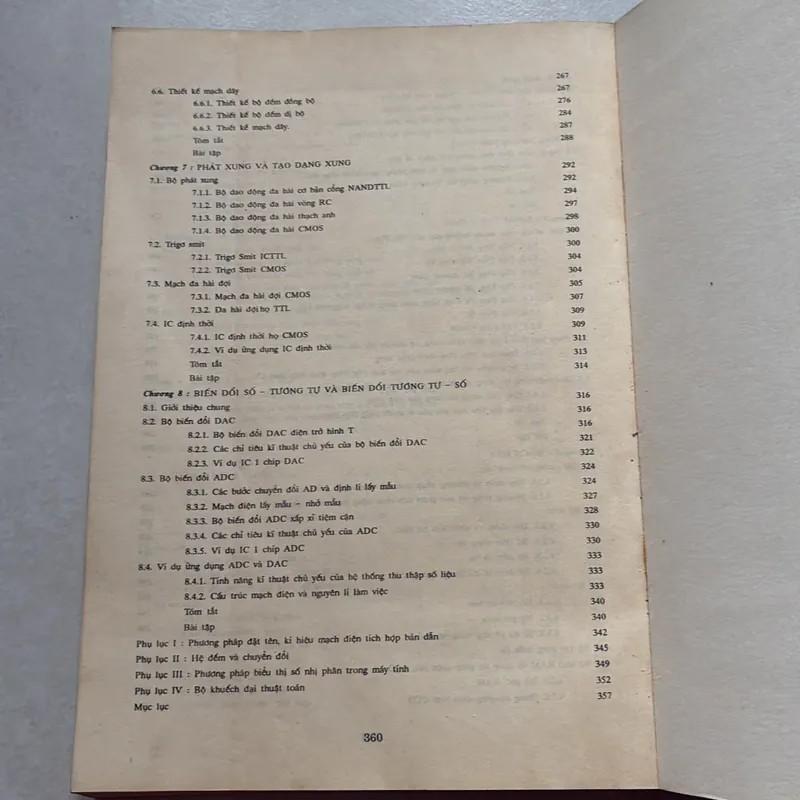 267
6.6. Thiết kế mạch dãy 267
6.6.1. Thiết kế bộ đếm đồng bộ 276
6.6.2. Thiết kế bộ đếm dị bộ 284
6.6.3. Thiết kế mạch dãy. 287
Tóm tắt 288
Bài tập
Chương 7 : PHÁT XUNG VÀ TẠO DẠNG XUNG 292
7.1. Bộ phát xung 292
7.1.1. Bộ dao động đa hài cơ bản cổng NANDTTL 294
7.1.2. Bộ dao động đa hài vòng RC 297
7.1.3. Bộ dao động đa hài thạch anh 298
7.1.4. Bộ dao động đa hài CMOS 300
7.2. Trigơ smit 300
7.2.1. Trigơ Smit ICTTL 304
7.2.2. Trigơ Smit CMOS 304
7.3. Mạch đa hài đợi 305
7.3.1. Mạch đa hài đợi CMOS 307
7.3.2. Đa hài đợi họ TTL 309
7.4. IC định thời 309
7.4.1. IC định thời họ CMOS 311
7.4.2. Ví dụ ứng dụng IC định thời 313
Tóm tắt 314
Bài tập
Chương 8 : BIẾN ĐỔI SỐ – TƯƠNG TỰ VÀ BIẾN ĐỔI TƯƠNG TỰ – SỐ 316
8.1. Giới thiệu chung 316
8.2. Bộ biến đổi DAC 316
8.2.1. Bộ biến đổi DAC điện trở hình T 321
8.2.2. Các chỉ tiêu kĩ thuật chủ yếu của bộ biến đổi DAC 322
8.2.3. Ví dụ IC 1 chíp DAC 324
8.3. Bộ biến đổi ADC 324
8.3.1. Các bước chuyển đổi AD và định lí lấy mẫu 327
8.3.2. Mạch điện lấy mẫu – nhớ mẫu 328
8.3.3. Bộ biến đổi ADC xấp xỉ tiệm cận 330
8.3.4. Các chỉ tiêu kĩ thuật chủ yếu của ADC 330
8.3.5. Ví dụ IC 1 chíp ADC 333
8.4. Ví dụ ứng dụng ADC và DAC 333
8.4.1. Tính năng kĩ thuật chủ yếu của hệ thống thu thập số liệu 333
8.4.2. Cấu trúc mạch điện và nguyên lí làm việc 340
Tóm tắt 340
Bài tập 342
Phụ lục I : Phương pháp đặt tên, kí hiệu mạch điện tích hợp bán dẫn 345
Phụ lục II : Hệ đếm và chuyển đổi 349
Phụ lục III : Phương pháp biểu thị số nhị phân trong máy tính 352
Phụ lục IV : Bộ khuếch đại thuật toán 357
Mục lục
360